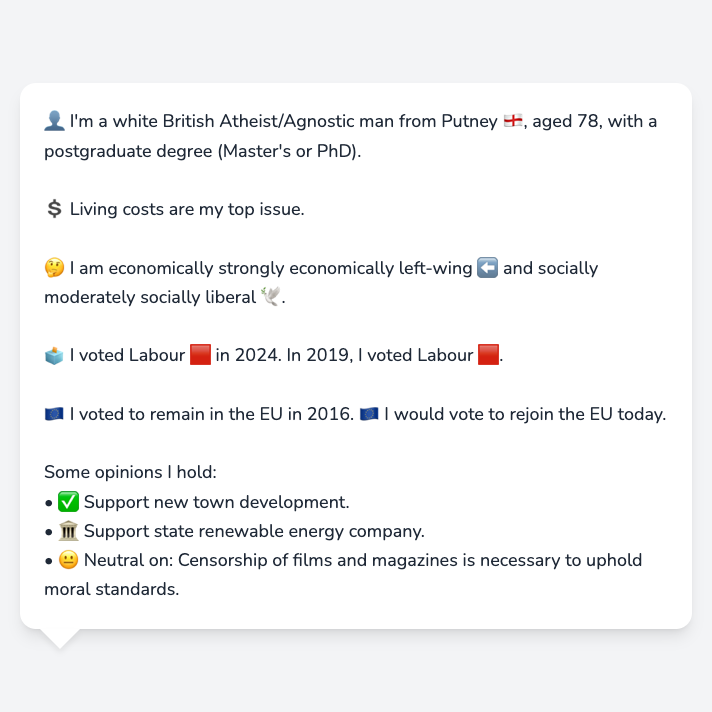 👤 I'm a white British Atheist/Agnostic man from Putney 🏴󠁧󠁢󠁥󠁮󠁧󠁿, aged 78, with a
postgraduate degree (Master's or PhD).
💲 Living costs are my top issue.
🤔 I am economically strongly economically left-wing ⬅️ and socially
moderately socially liberal 🕊️.
🗳️ I voted Labour 🟥 in 2024. In 2019, I voted Labour 🟥.
🇪🇺 I voted to remain in the EU in 2016. 🇪🇺 I would vote to rejoin the EU today.
Some opinions I hold:
• ✅ Support new town development.
• 🏛️ Support state renewable energy company.
• 😐 Neutral on: Censorship of films and magazines is necessary to uphold
moral standards.